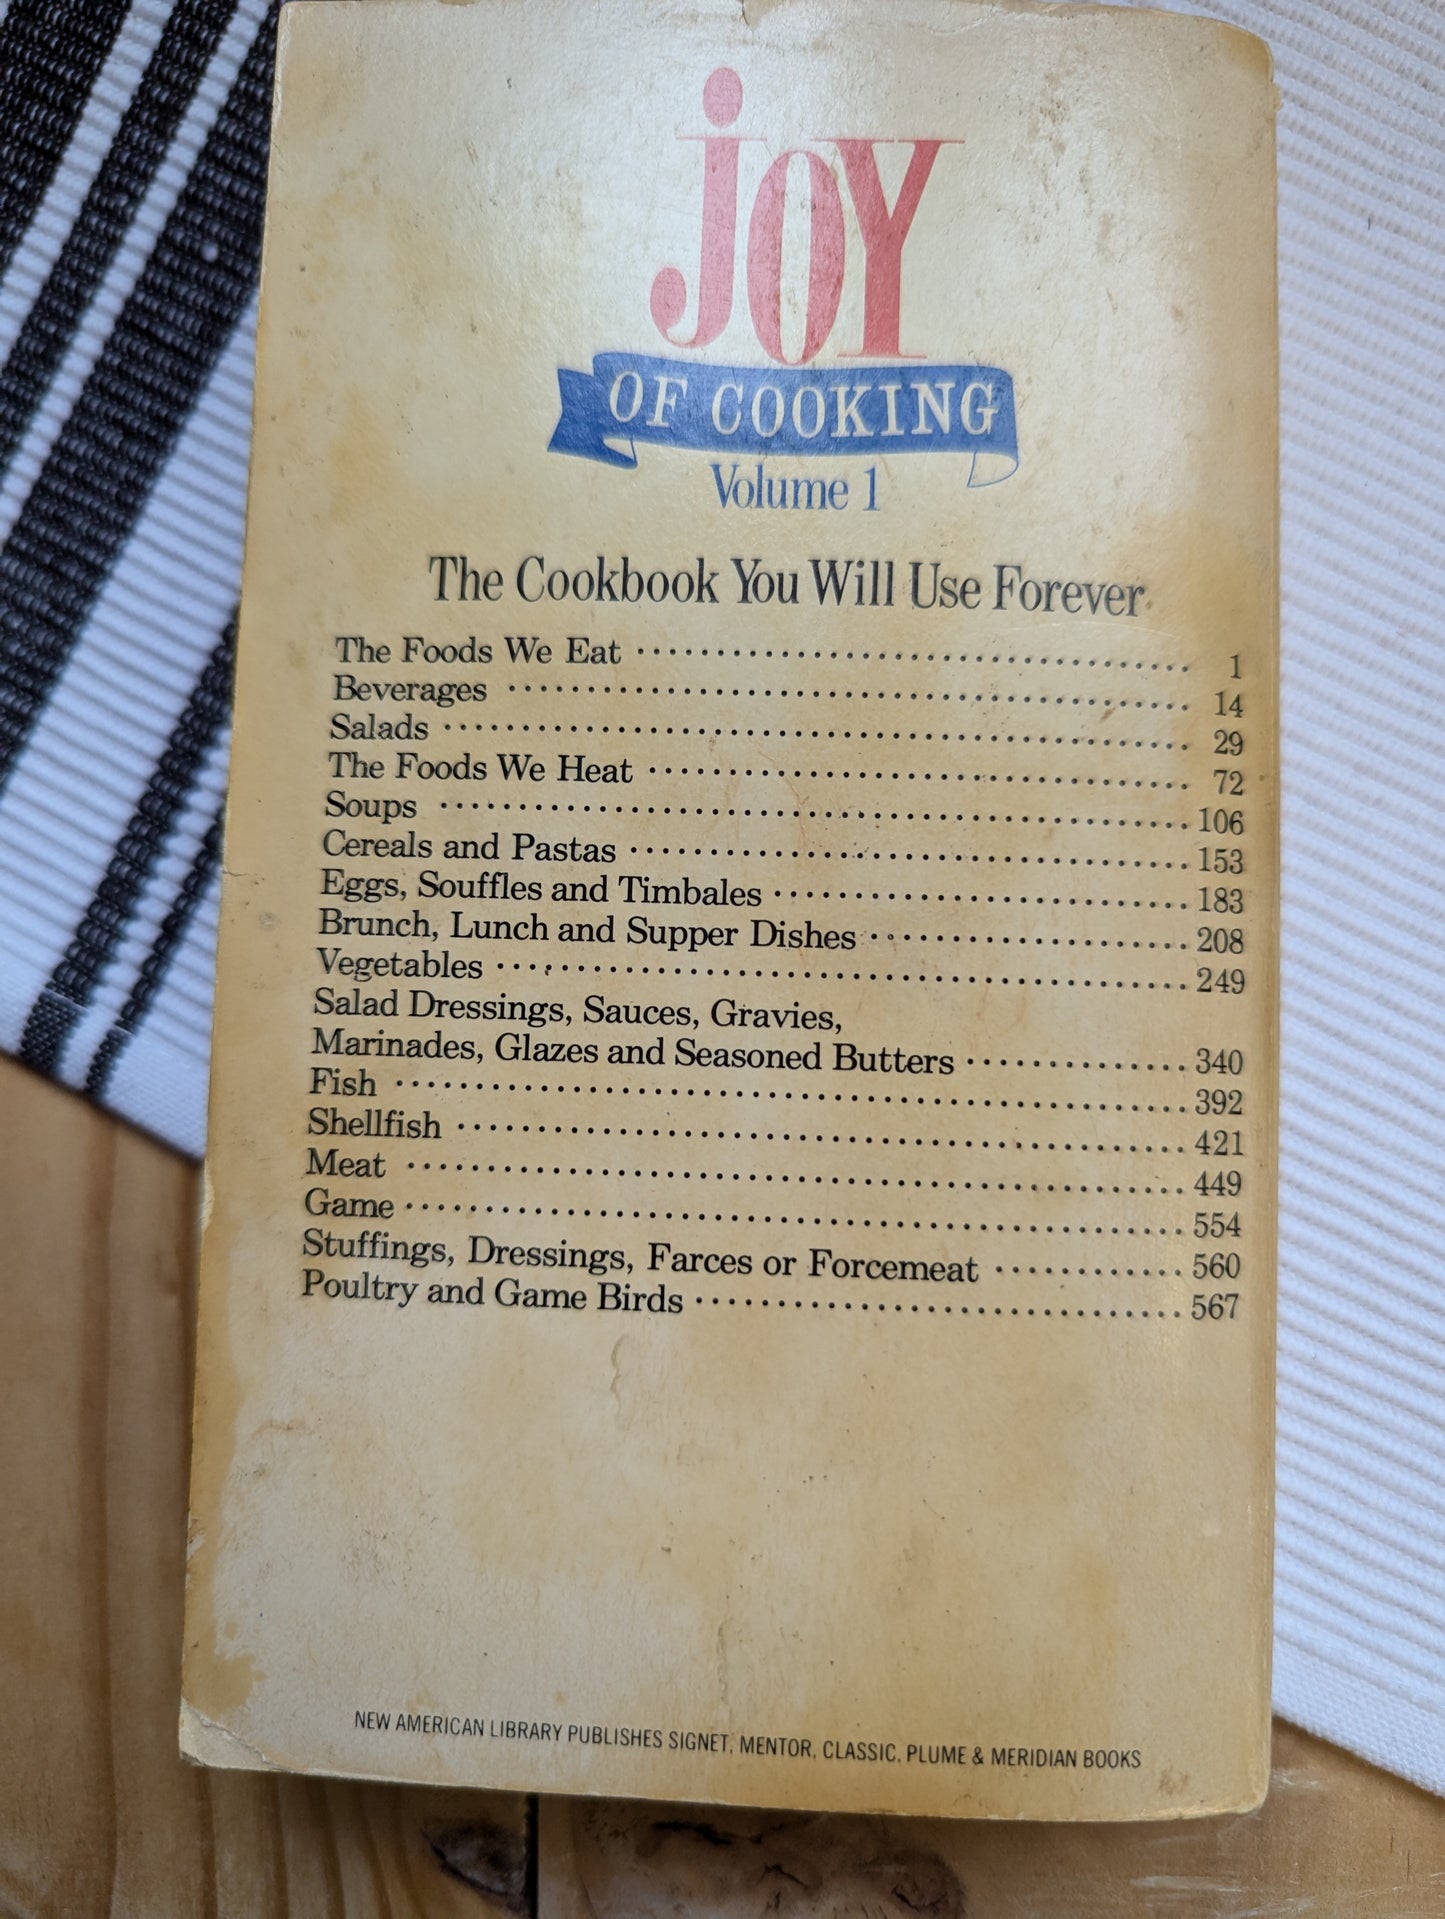 JOY
OF COOKING
Volume 1
The Cookbook You Will Use Forever
The Foods We Eat ................................... 1
Beverages ........................................... 14
Salads ............................................... 29
The Foods We Heat .................................. 72
Soups ............................................... 106
Cereals and Pastas ................................... 153
Eggs, Souffles and Timbales .......................... 183
Brunch, Lunch and Supper Dishes .................... 208
Vegetables ............................................ 249
Salad Dressings, Sauces, Gravies,
Marinades, Glazes and Seasoned Butters .............. 340
Fish .................................................. 392
Shellfish .............................................. 421
Meat ................................................. 449
Game ................................................. 554
Stuffings, Dressings, Farces or Forcemeat ............ 560
Poultry and Game Birds ............................... 567
NEW AMERICAN LIBRARY PUBLISHES SIGNET, MENTOR, CLASSIC, PLUME & MERIDIAN BOOKS